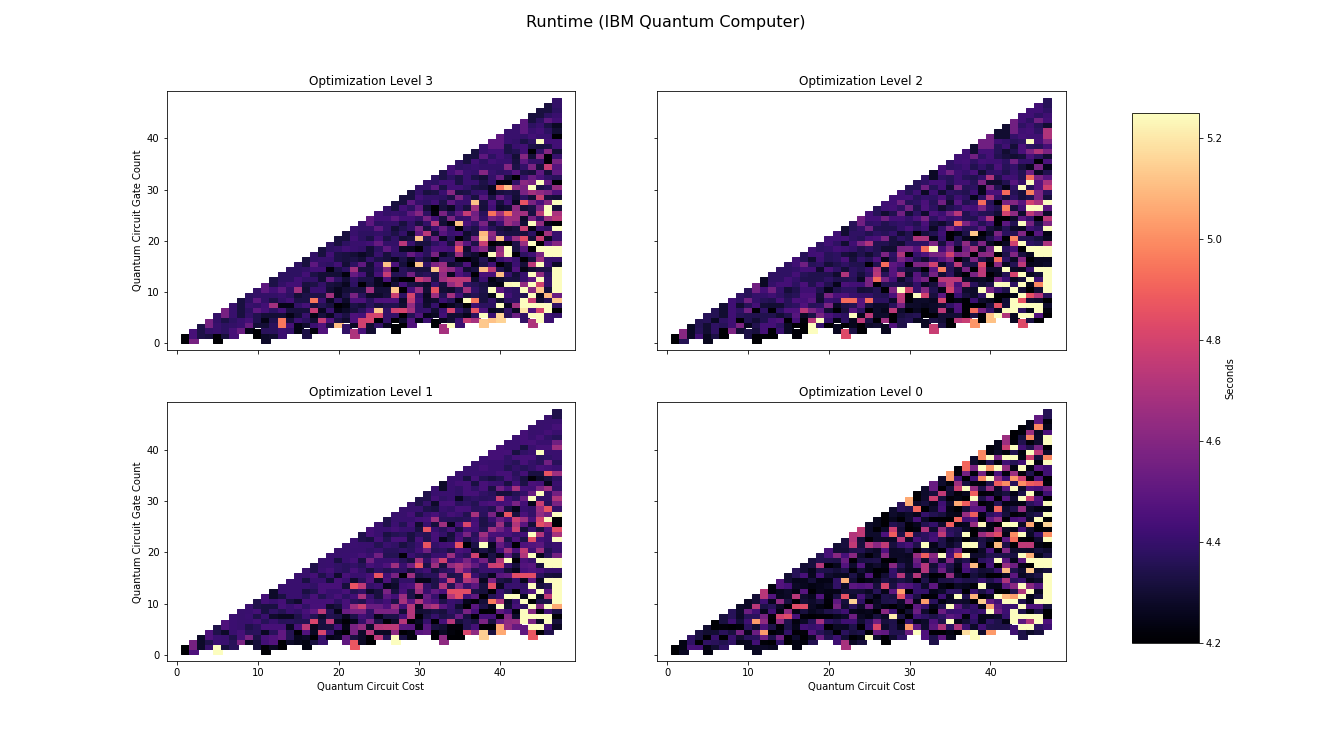 Runtime (IBM Quantum Computer)
Optimization Level 3
Optimization Level 2
Quantum Circuit Gate Count
40
30
20
10
0
5.2
5.0
4.8
4.6
4.4
4.2
Seconds
Optimization Level 1
Optimization Level 0
Quantum Circuit Gate Count
40
30
20
10
0
0 10 20 30 40
0 10 20 30 40
Quantum Circuit Cost
Quantum Circuit Cost